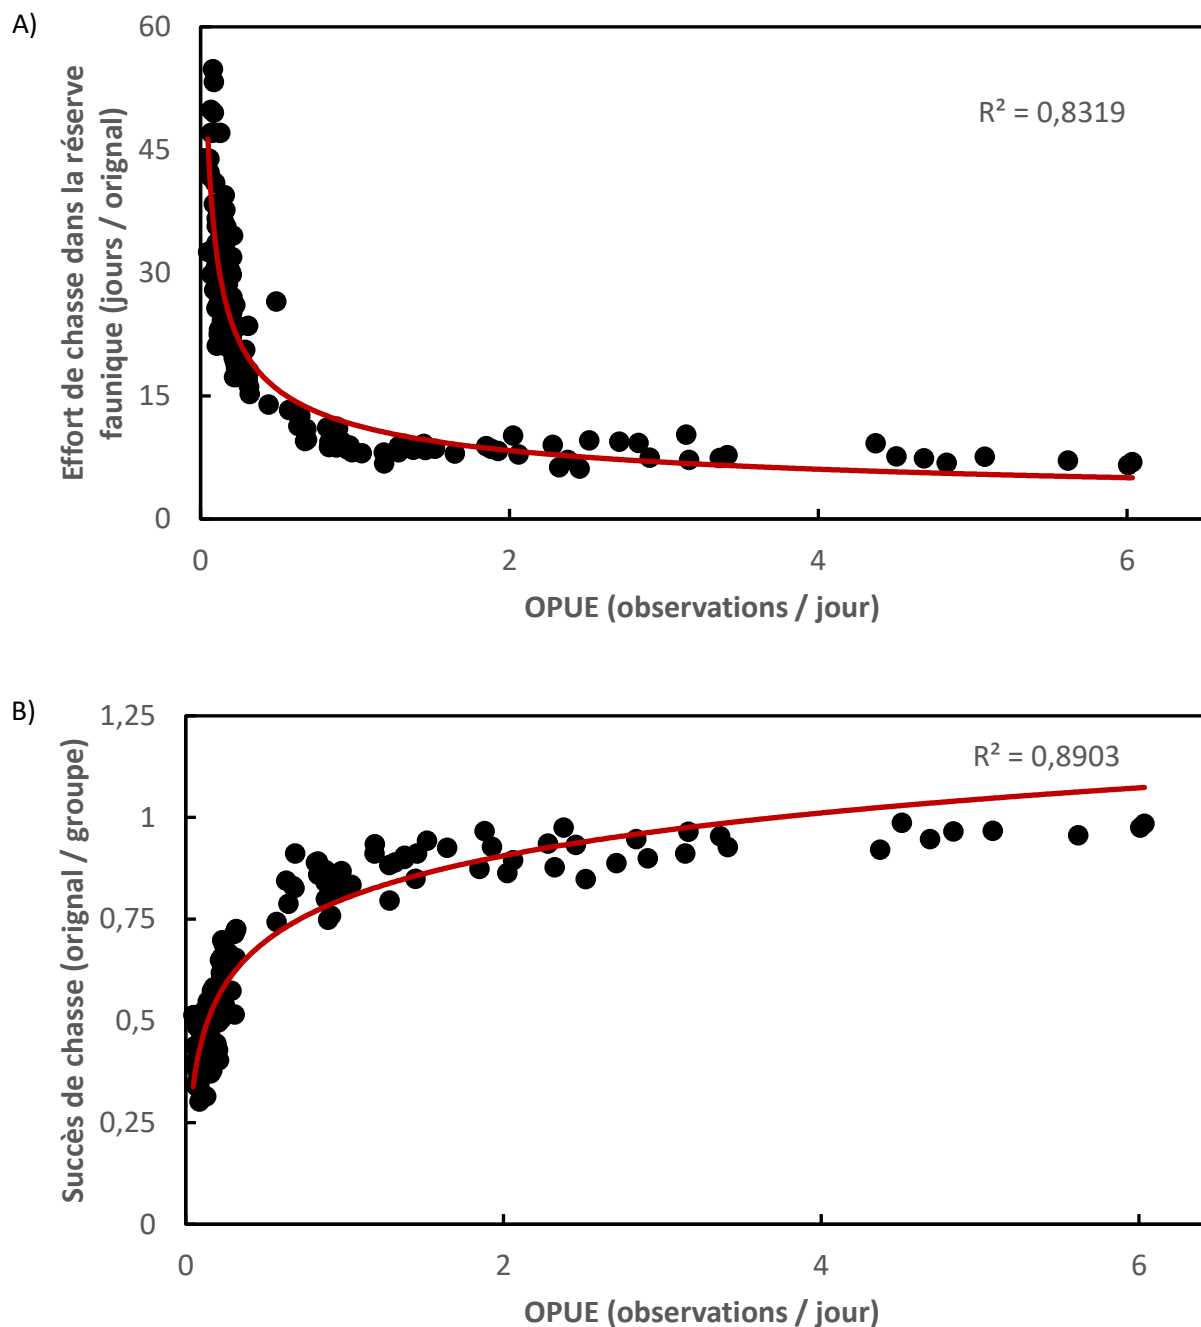 A)
Effort de chasse dans la réserve
faunique (jours / orignal)
60
45
30
15
0
R² = 0,8319
0 2 4 6
OPUE (observations / jour)
B)
Succès de chasse (orignal / groupe)
1,25
1
0,75
0,5
0,25
0
R² = 0,8903
0 2 4 6
OPUE (observations / jour)